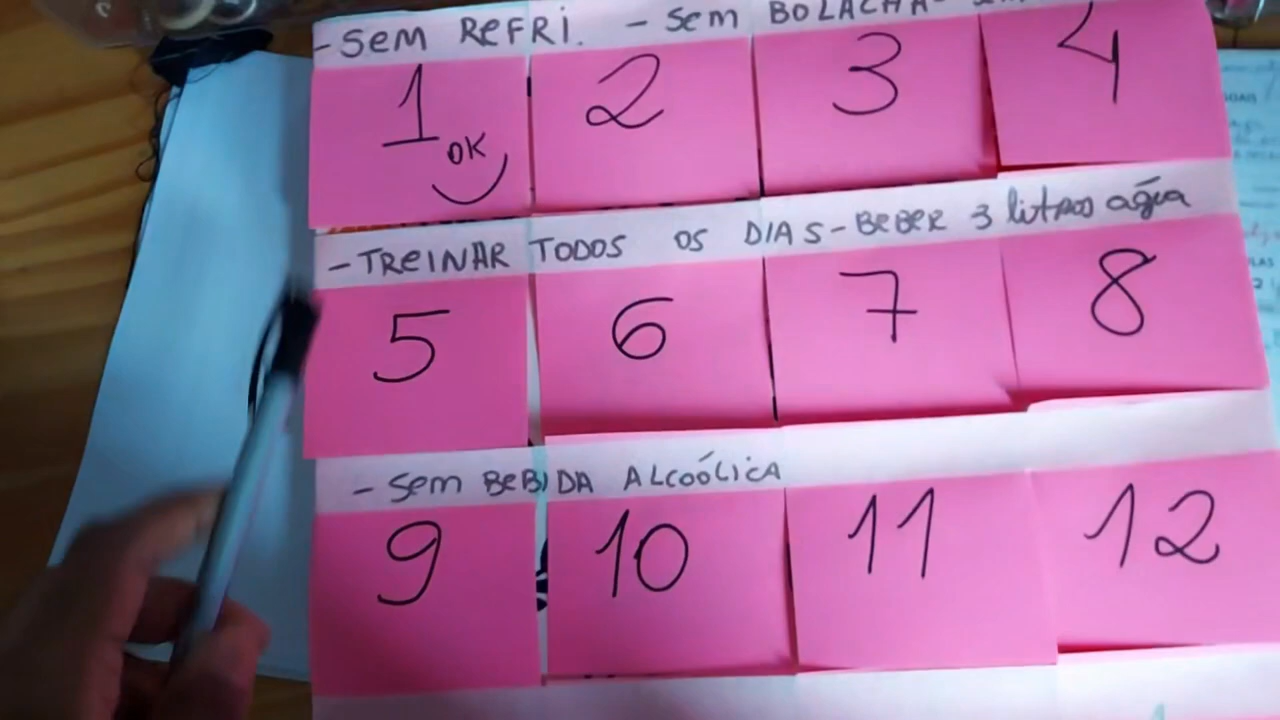 -SEM REFRI. - Sem BOLACHA-
1 2 3 4
OK
-TREINAR TODOS OS DIAS-BEBER 3 litros agúa
5 6 7 8
- Sem BEBIDA ALCOÓLICA
9 10 11 12